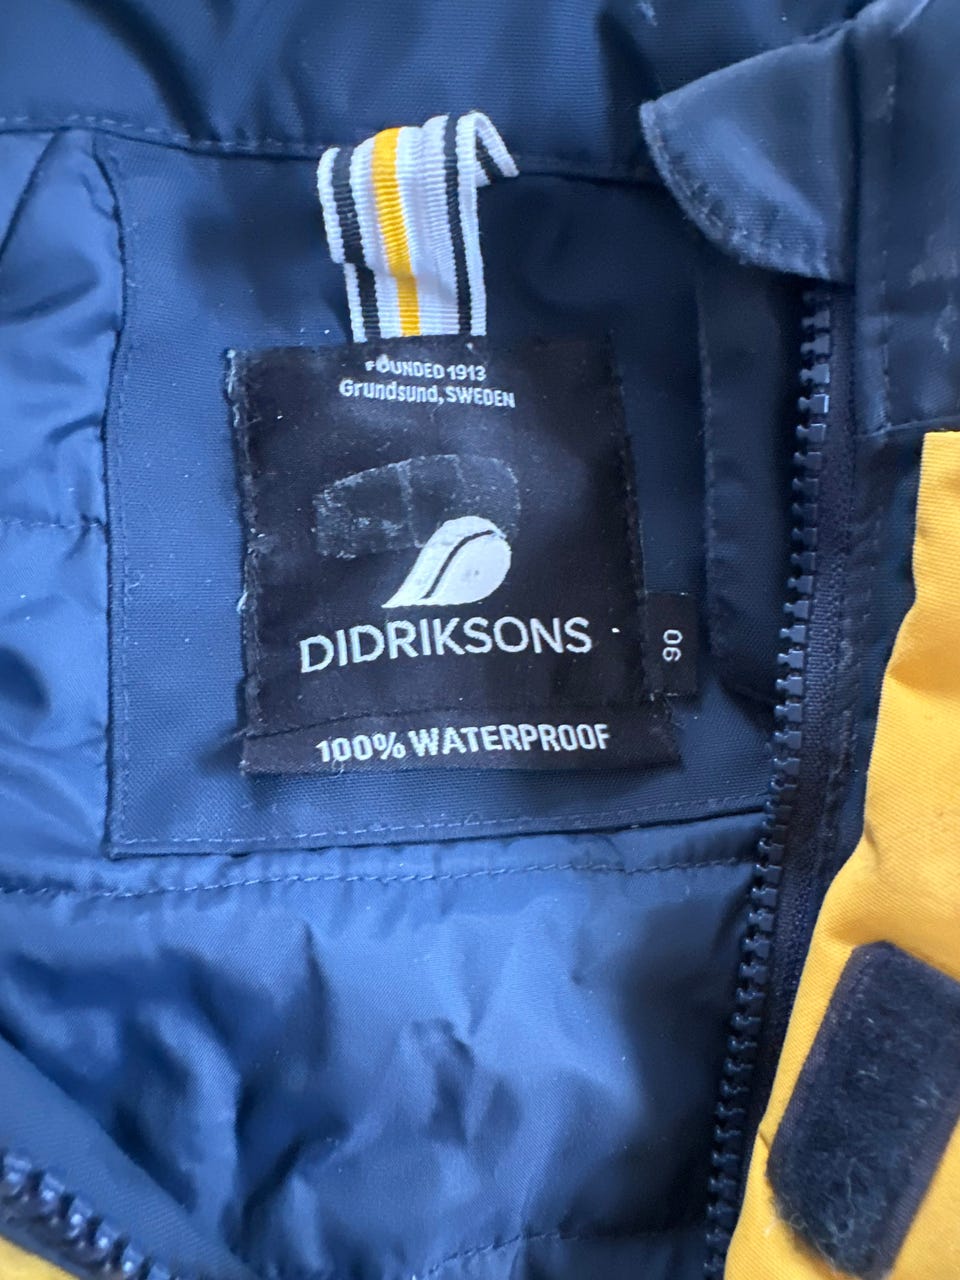 FOUNDED 1913
Grundsund, SWEDEN
DIDRIKSONS
90
100% WATERPROOF